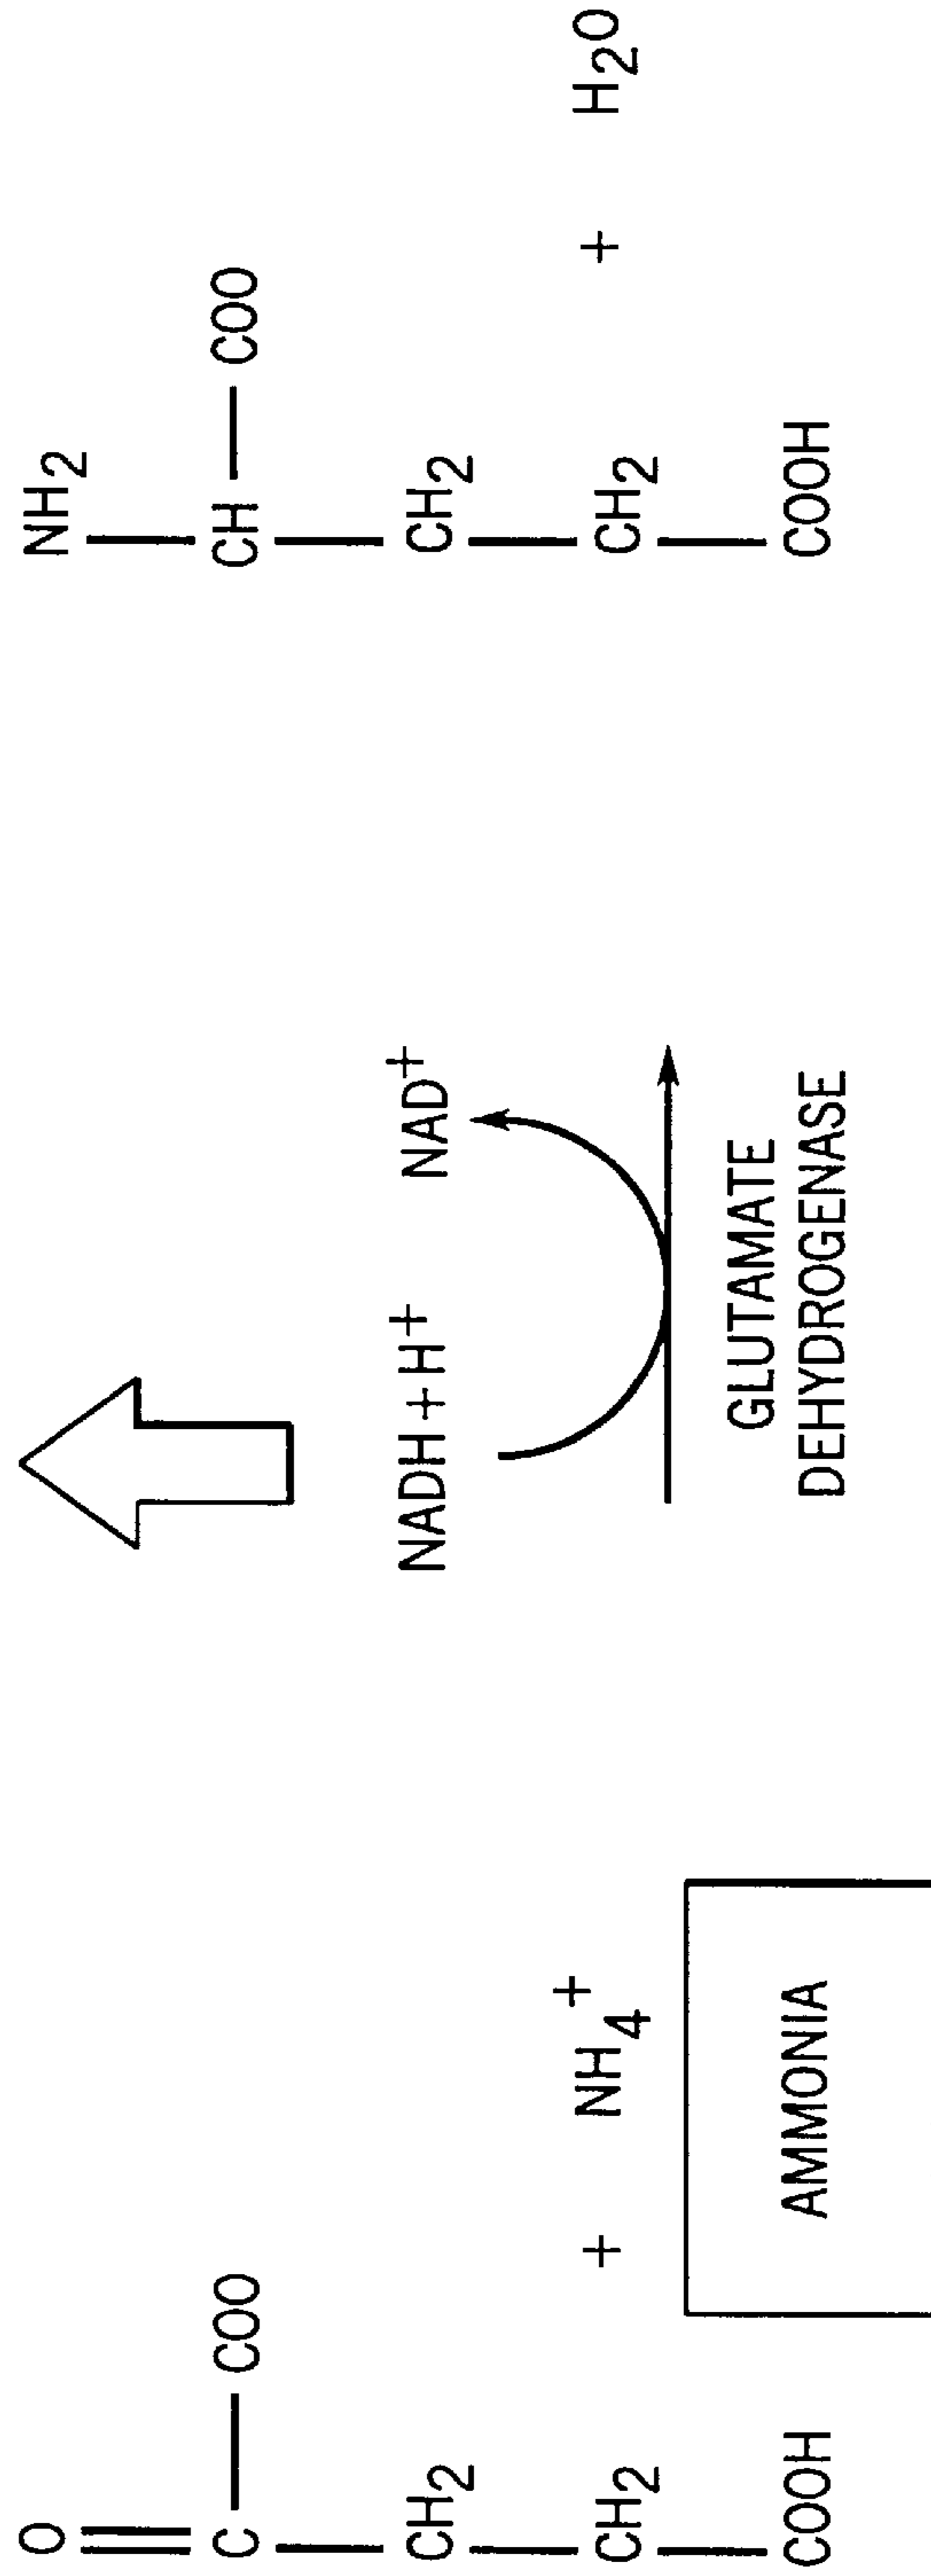 O
C — COO
CH2
CH2
COOH
+ NH4+
AMMONIA
NADH+H+ NAD+
GLUTAMATE
DEHYDROGENASE
NH2
CH — COO
CH2
CH2
COOH
+ H2O